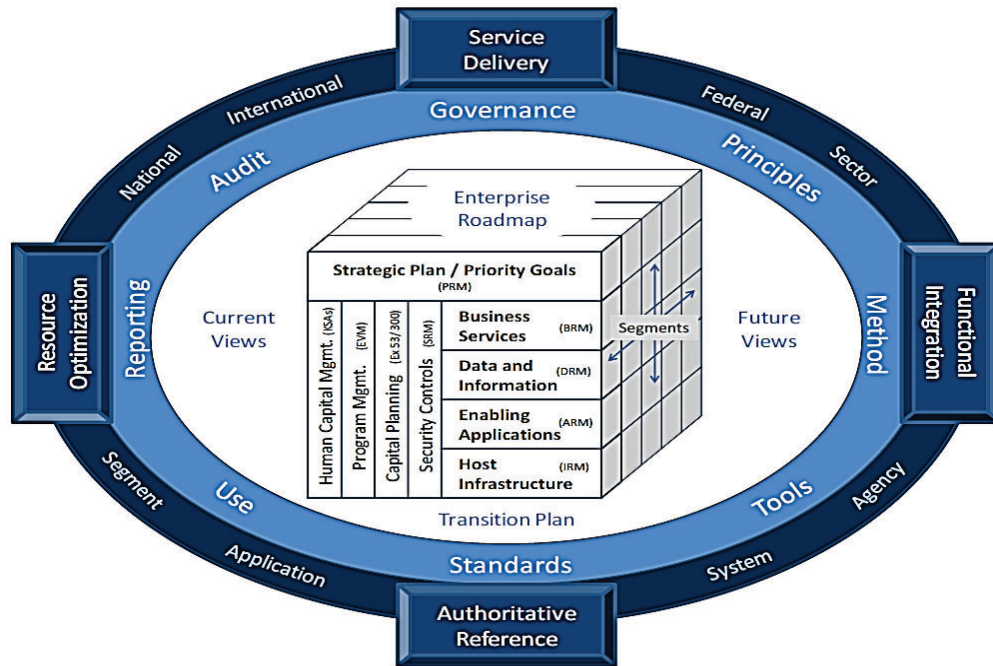 Service
Delivery
International
Federal
Governance
National
Sector
Audit
Principles
Enterprise
Roadmap
Strategic Plan / Priority Goals
(PRM)
Resource
Optimization
Reporting
Current
Views
Human Capital Mgmt. (KSAs)
Program Mgmt. (EVM)
Capital Planning (Ex 53/300)
Security Controls (SRM)
Business
Services (BRM)
Data and
Information (DRM)
Enabling
Applications (ARM)
Host (IRM)
Infrastructure
Segments
Future
Views
Method
Functional
Integration
Transition Plan
Segment
Use
Tools
Agency
Application
Standards
System
Authoritative
Reference